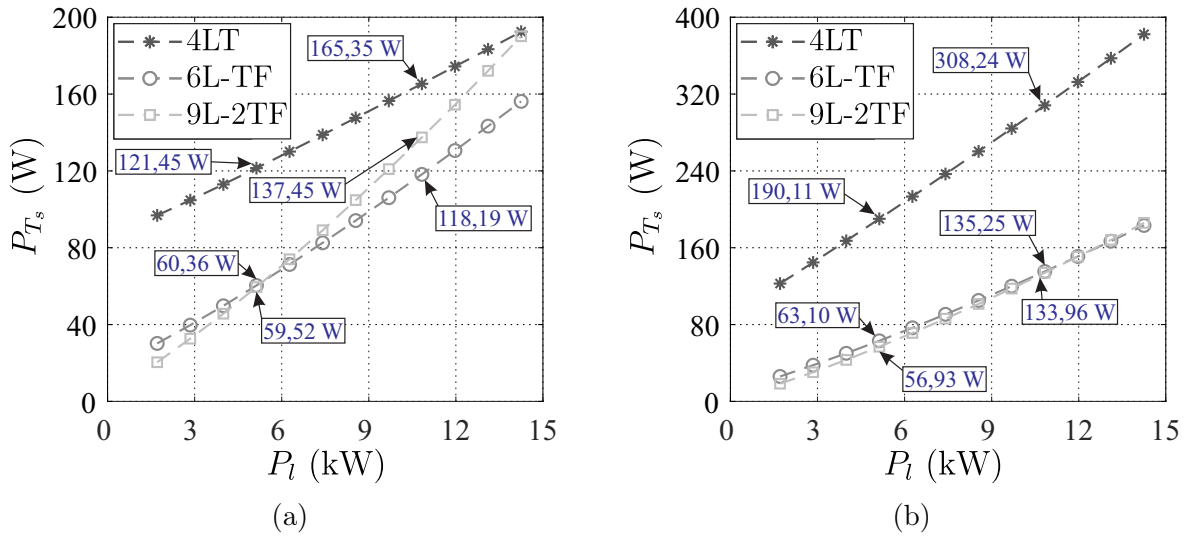 200
160
120
80
40
0
P_{T_s} (W)
4LT
6L-TF
9L-2TF
165,35 W
121,45 W
137,45 W
118,19 W
60,36 W
59,52 W
0 3 6 9 12 15
P_l (kW)
(a)
400
320
240
160
80
0
P_{T_s} (W)
4LT
6L-TF
9L-2TF
308,24 W
190,11 W
135,25 W
63,10 W
133,96 W
56,93 W
0 3 6 9 12 15
P_l (kW)
(b)